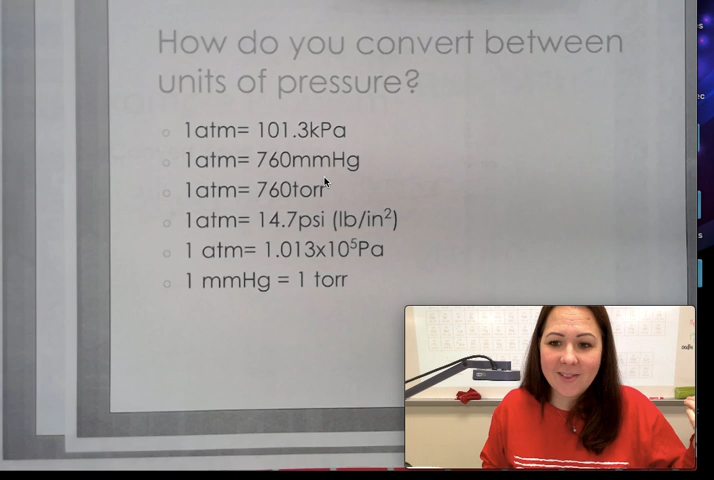 How do you convert between
units of pressure?
1atm= 101.3kPa
1atm= 760mmHg
1atm= 760torr
1atm= 14.7psi (lb/in²)
1 atm= 1.013x10⁵Pa
1 mmHg = 1 torr